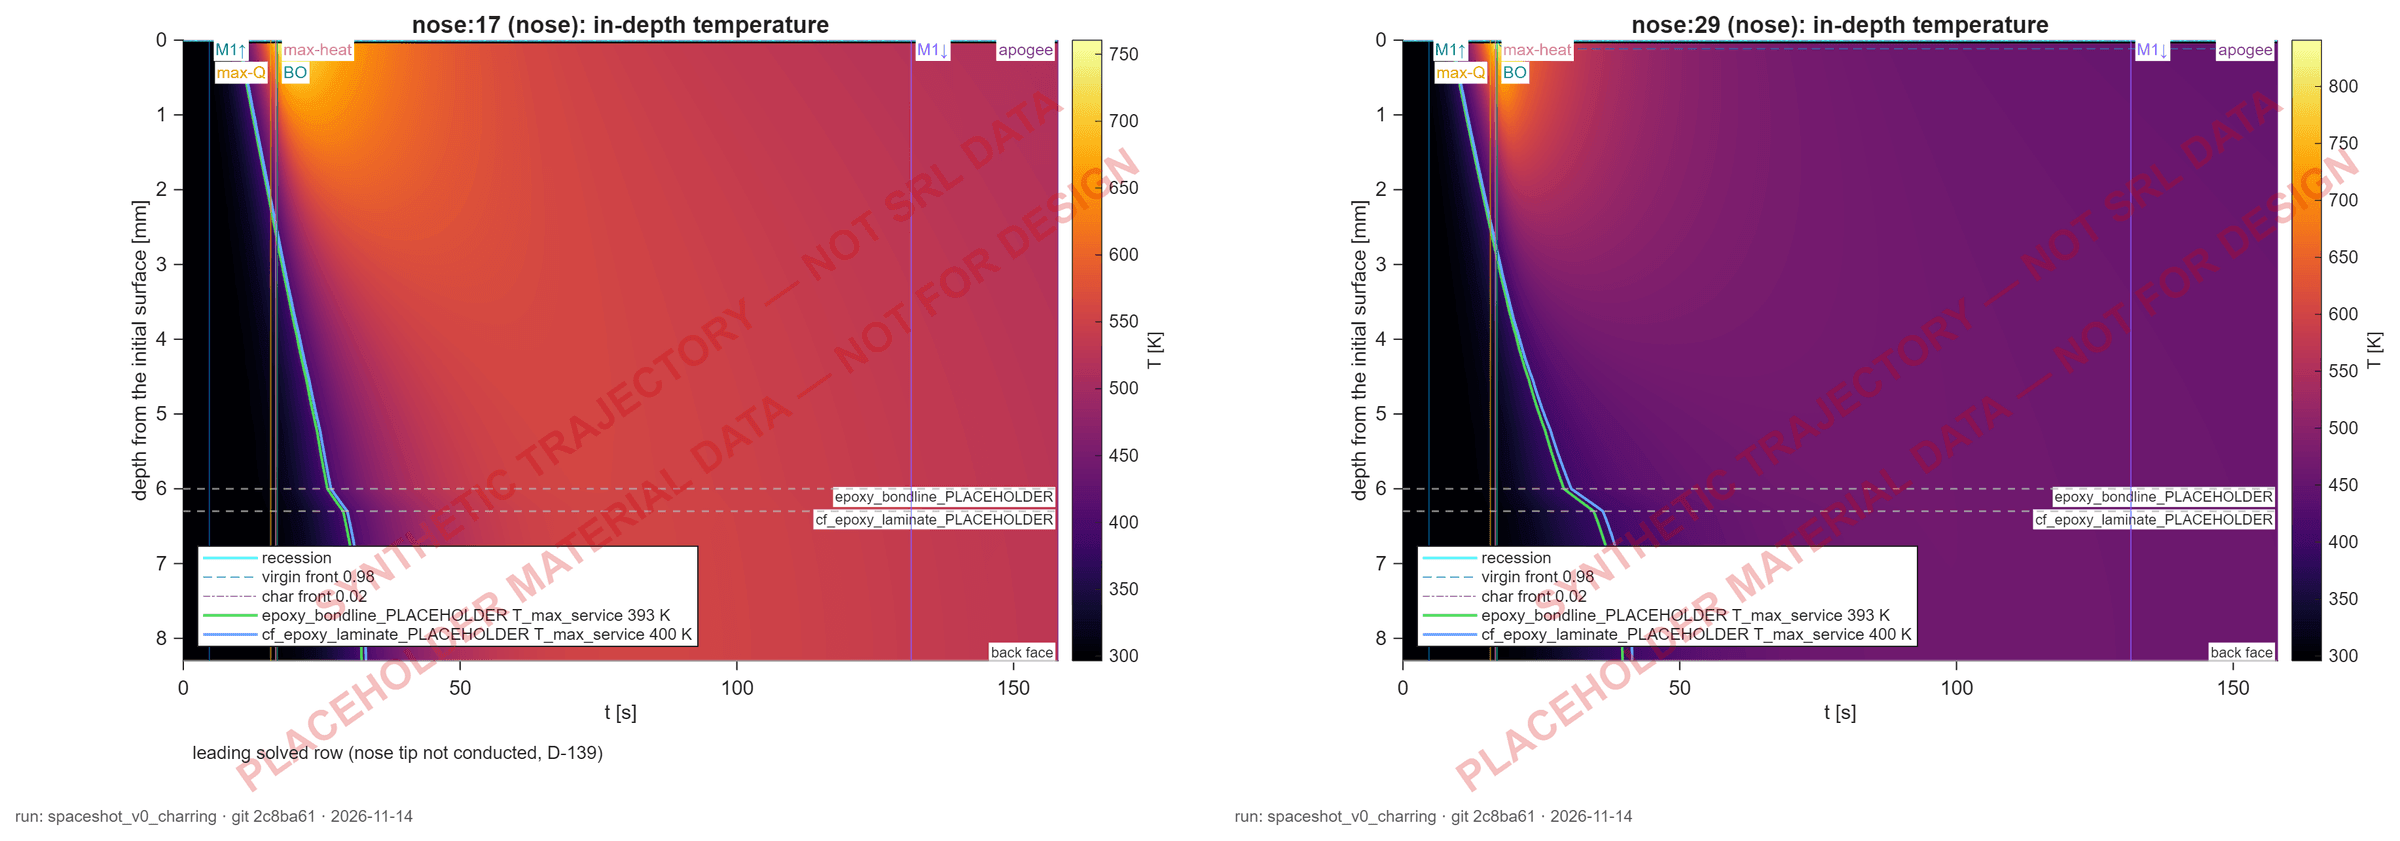 nose:17 (nose): in-depth temperature
M1↑
max-heat
M1↓
apogee
max-Q
BO
0
1
2
3
4
5
6
7
8
depth from the initial surface [mm]
epoxy_bondline_PLACEHOLDER
cf_epoxy_laminate_PLACEHOLDER
recession
virgin front 0.98
char front 0.02
epoxy_bondline_PLACEHOLDER T_max_service 393 K
cf_epoxy_laminate_PLACEHOLDER T_max_service 400 K
back face
0
50
100
150
t [s]
750
700
650
600
550
500
450
400
350
300
T [K]
SYNTHETIC TRAJECTORY — NOT SRL DATA
PLACEHOLDER MATERIAL DATA — NOT FOR DESIGN
leading solved row (nose tip not conducted, D-139)
run: spaceshot_v0_charring · git 2c8ba61 · 2026-11-14
nose:29 (nose): in-depth temperature
M1↑
max-heat
M1↓
apogee
max-Q
BO
0
1
2
3
4
5
6
7
8
depth from the initial surface [mm]
epoxy_bondline_PLACEHOLDER
cf_epoxy_laminate_PLACEHOLDER
recession
virgin front 0.98
char front 0.02
epoxy_bondline_PLACEHOLDER T_max_service 393 K
cf_epoxy_laminate_PLACEHOLDER T_max_service 400 K
back face
0
50
100
150
t [s]
800
750
700
650
600
550
500
450
400
350
300
T [K]
SYNTHETIC TRAJECTORY — NOT SRL DATA
PLACEHOLDER MATERIAL DATA — NOT FOR DESIGN
run: spaceshot_v0_charring · git 2c8ba61 · 2026-11-14